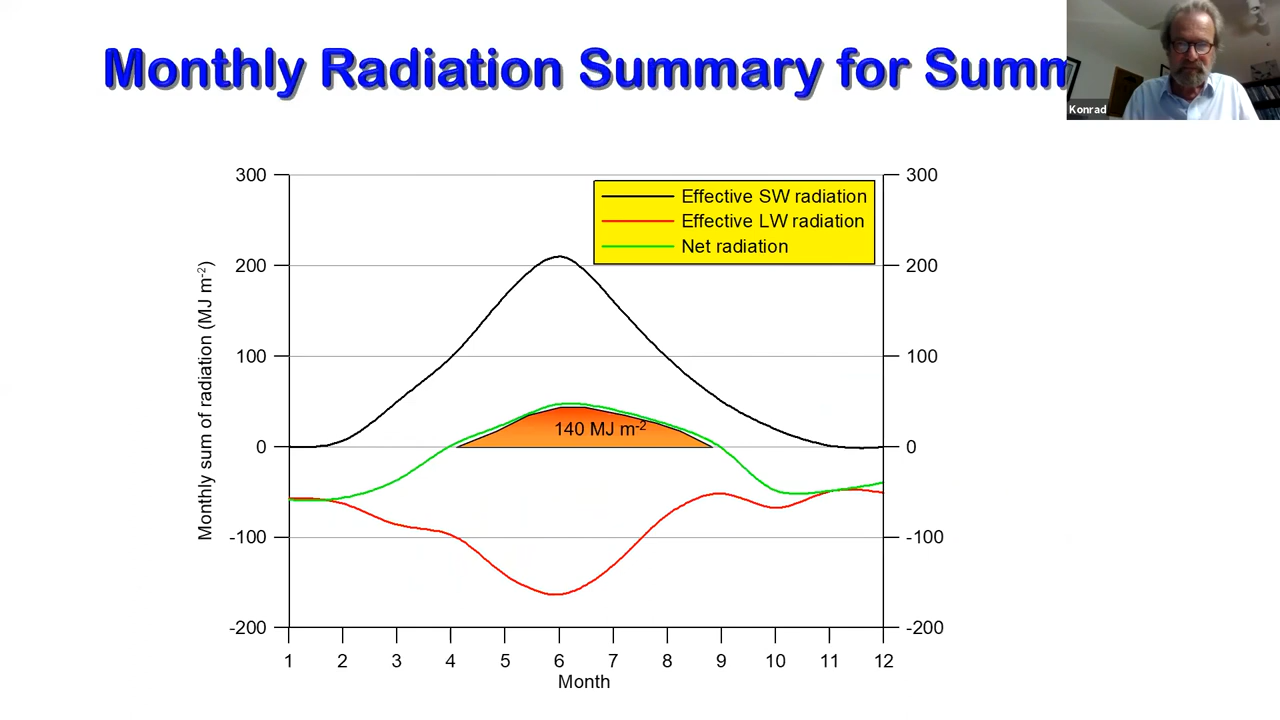 Monthly Radiation Summary for Summ
Konrad
300
200
100
0
-100
-200
Monthly sum of radiation (MJ m-2)
Effective SW radiation
Effective LW radiation
Net radiation
140 MJ m-2
300
200
100
0
-100
-200
1 2 3 4 5 6 7 8 9 10 11 12
Month